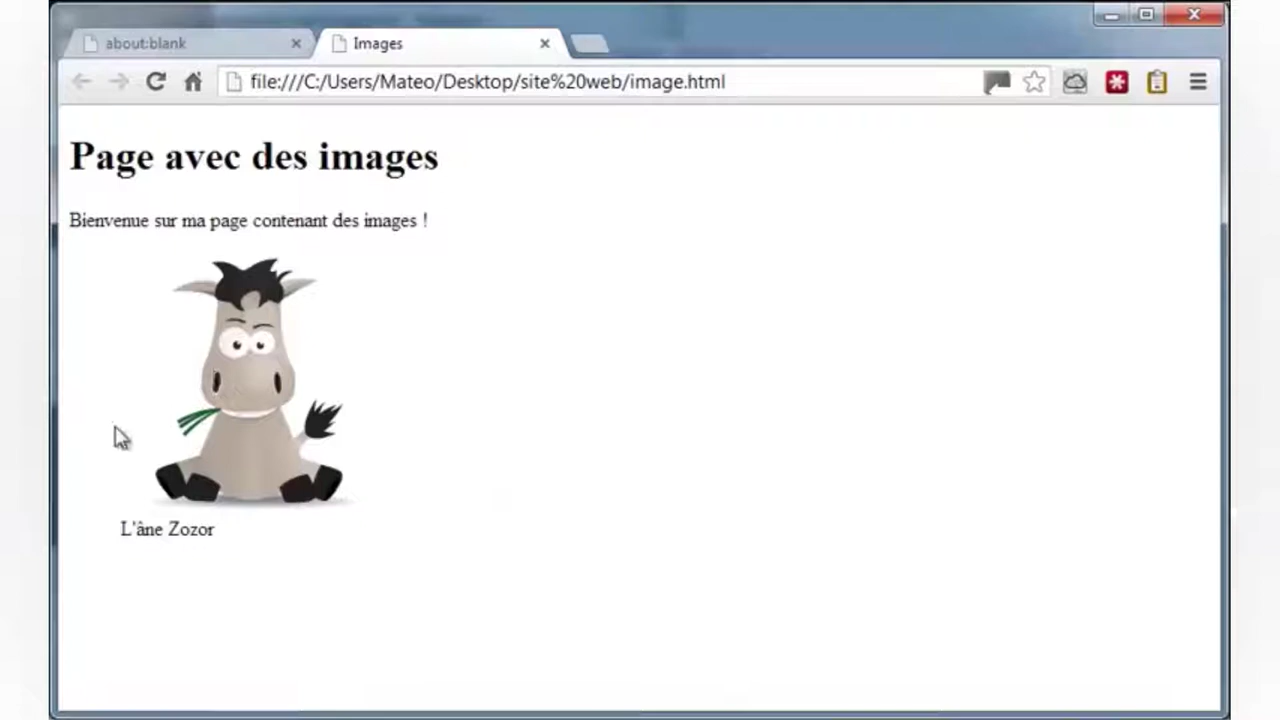 about:blank
Images
file:///C:/Users/Mateo/Desktop/site%20web/image.html
Page avec des images
Bienvenue sur ma page contenant des images !
L'âne Zozor